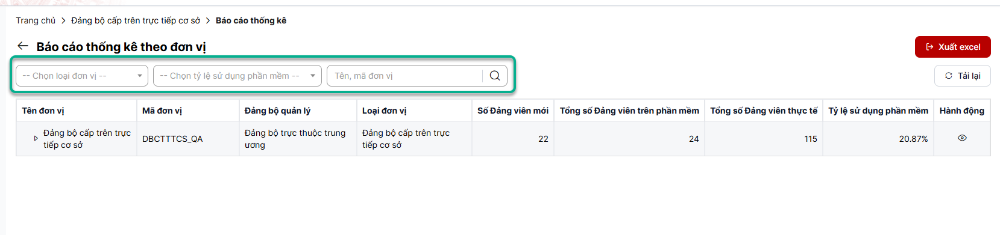 Trang chủ > Đảng bộ cấp trên trực tiếp cơ sở > Báo cáo thống kê
Báo cáo thống kê theo đơn vị
Xuất excel
-- Chọn loại đơn vị --
-- Chọn tỷ lệ sử dụng phần mềm --
Tên, mã đơn vị
Tải lại
Tên đơn vị Mã đơn vị Đảng bộ quản lý Loại đơn vị Số Đảng viên mới Tổng số Đảng viên trên phần mềm Tổng số Đảng viên thực tế Tỷ lệ sử dụng phần mềm Hành động
Đảng bộ cấp trên trực
tiếp cơ sở
DBCTTTCS_QA
Đảng bộ trực thuộc trung
ương
Đảng bộ cấp trên trực
tiếp cơ sở
22
24
115
20.87%